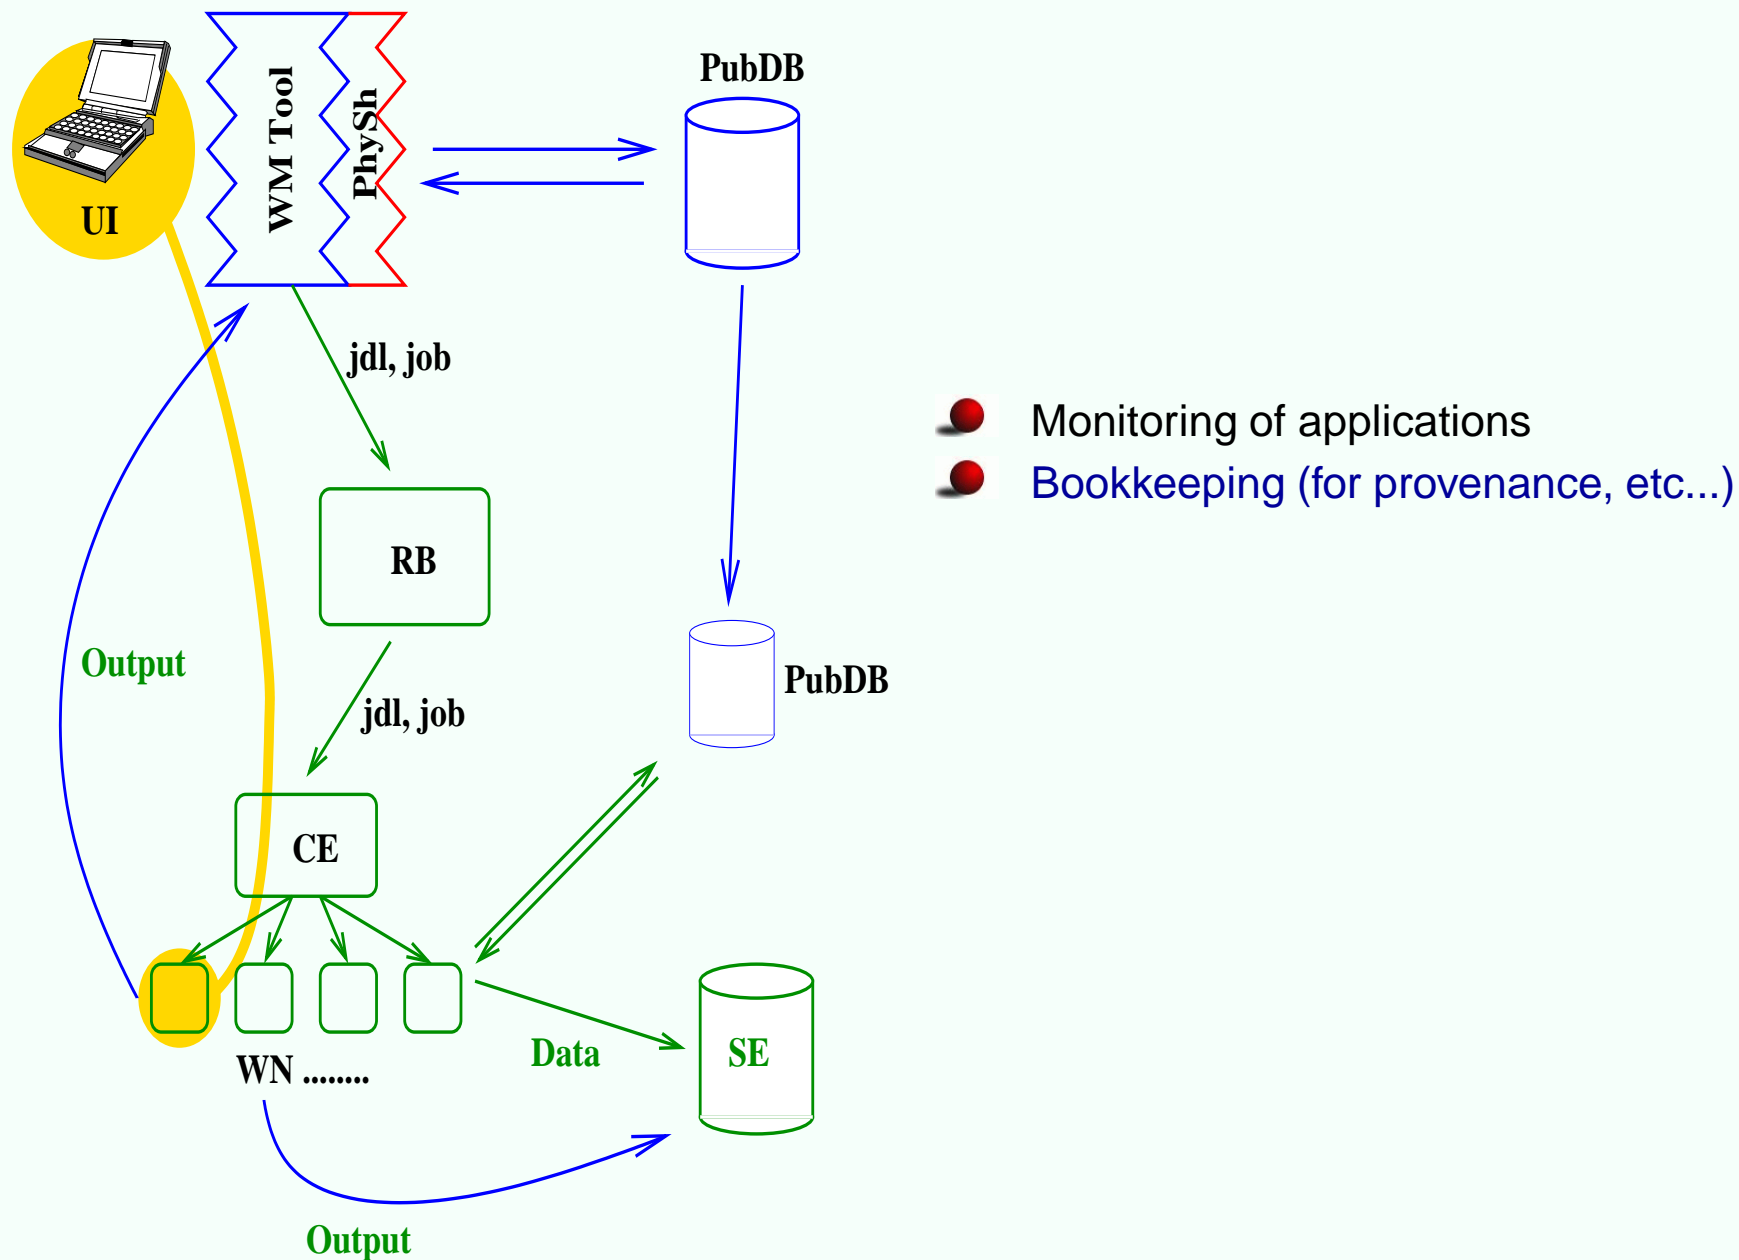 PubDB
WM Tool
PhySh
UI
jdl, job
Monitoring of applications
Bookkeeping (for provenance, etc...)
RB
Output
PubDB
jdl, job
CE
Data
SE
WN ........
Output